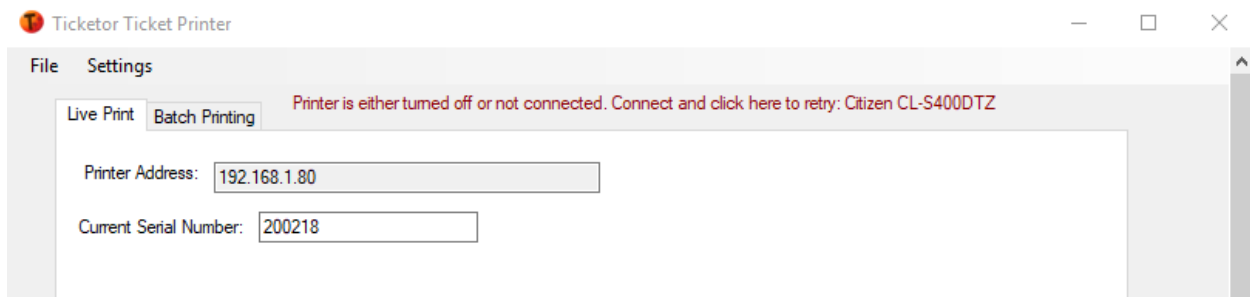 Ticketor Ticket Printer
File Settings
Live Print Batch Printing Printer is either turned off or not connected. Connect and click here to retry: Citizen CL-S400DTZ
Printer Address: 192.168.1.80
Current Serial Number: 200218